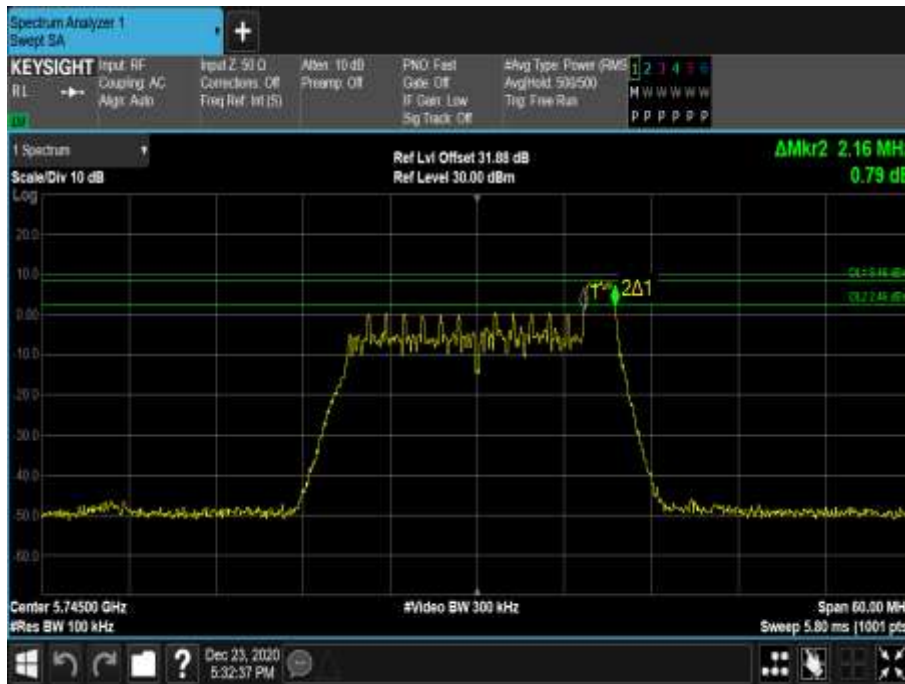 Spectrum Analyzer 1
Swept SA
+
KEYSIGHT
RL
Input: RF
Coupling: AC
Align: Auto
Input Z: 50 Ω
Corrections: Off
Freq Ref: Int (S)
Atten: 10 dB
Preamp: Off
PNO: Fast
Gate: Off
IF Gain: Low
Sig Track: Off
#Avg Type: Power (RMS
Avg|Hold: 500/500
Trig: Free Run
1 2 3 4 5 6
M W W W W W
P P P P P P
1 Spectrum
Scale/Div 10 dB
Ref Lvl Offset 31.88 dB
Ref Level 30.00 dBm
ΔMkr2 2.16 MH
0.79 dB
Log
20.0
10.0
0.00
-10.0
-20.0
-30.0
-40.0
-50.0
-60.0
2Δ1
Center 5.74500 GHz
#Res BW 100 kHz
#Video BW 300 kHz
Span 60.00 MH
Sweep 5.80 ms (1001 pts
?
Dec 23, 2020
5:32:37 PM